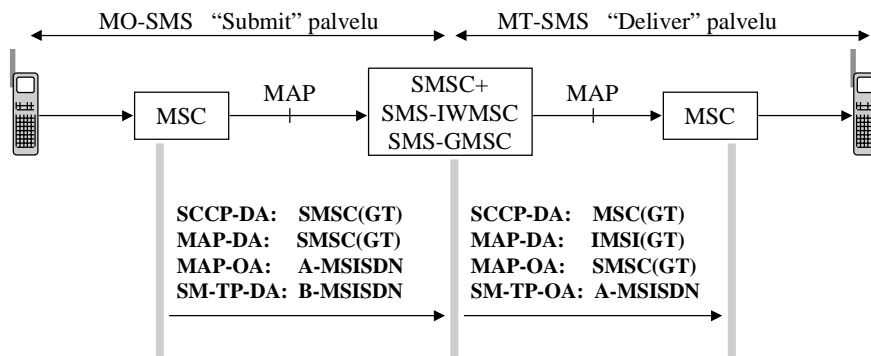 MO-SMS “Submit” palvelu
MT-SMS “Deliver” palvelu
MSC
MAP
SMSC+
SMS-IWMSC
SMS-GMSC
MAP
MSC
SCCP-DA: SMSC(GT)
MAP-DA: SMSC(GT)
MAP-OA: A-MSISDN
SM-TP-DA: B-MSISDN
SCCP-DA: MSC(GT)
MAP-DA: IMSI(GT)
MAP-OA: SMSC(GT)
SM-TP-OA: A-MSISDN